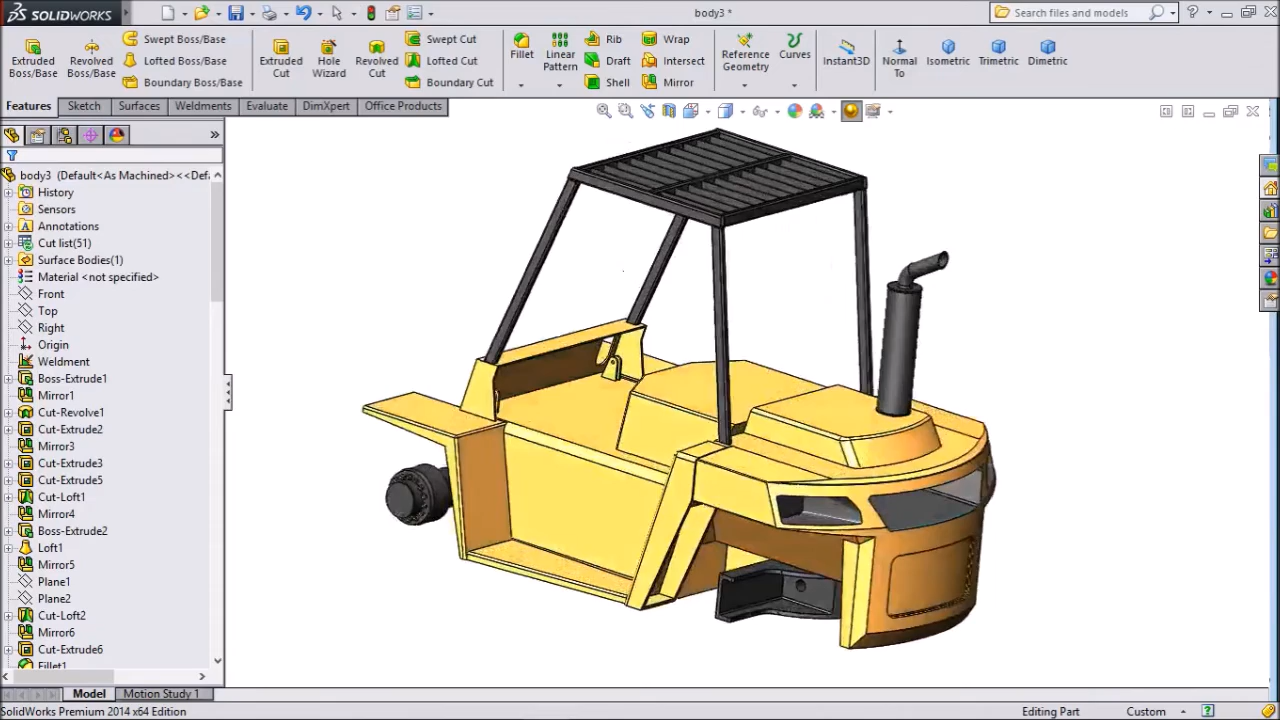 SOLIDWORKS
body3 *
Search files and models
Extruded Boss/Base
Revolved Boss/Base
Swept Boss/Base
Lofted Boss/Base
Boundary Boss/Base
Extruded Cut
Hole Wizard
Revolved Cut
Swept Cut
Lofted Cut
Boundary Cut
Fillet
Linear Pattern
Rib
Draft
Shell
Wrap
Intersect
Mirror
Reference Geometry
Curves
Instant3D
Normal To
Isometric
Trimetric
Dimetric
Features
Sketch
Surfaces
Weldments
Evaluate
DimXpert
Office Products
body3 (Default<As Machined><<Defa
History
Sensors
Annotations
Cut list(51)
Surface Bodies(1)
Material <not specified>
Front
Top
Right
Origin
Weldment
Boss-Extrude1
Mirror1
Cut-Revolve1
Cut-Extrude2
Mirror3
Cut-Extrude3
Cut-Extrude5
Cut-Loft1
Mirror4
Boss-Extrude2
Loft1
Mirror5
Plane1
Plane2
Cut-Loft2
Mirror6
Cut-Extrude6
Fillet1
Model
Motion Study 1
SolidWorks Premium 2014 x64 Edition
Editing Part
Custom